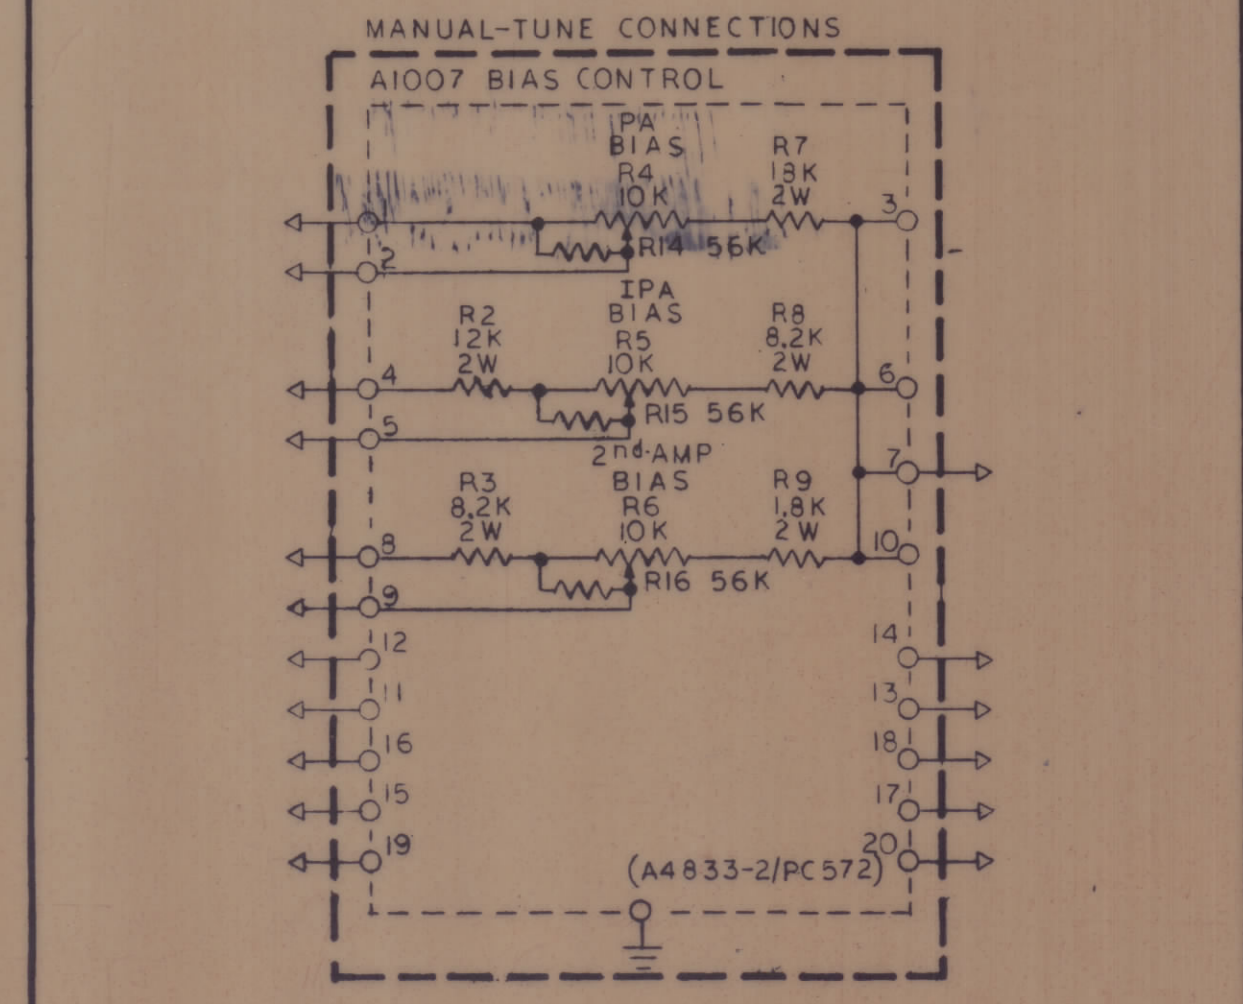 MANUAL-TUNE CONNECTIONS
A1007 BIAS CONTROL
PA
BIAS
R4
10K
R7
18K
2W
3
R14 56K
2
IPA
BIAS
R5
10K
R2
12K
2W
R8
8.2K
2W
4
6
R15 56K
5
2nd-AMP
BIAS
R6
10K
7
R3
8.2K
2W
R9
1.8K
2W
8
10
R16 56K
9
12
14
11
13
16
18
15
17
19
20
(A4833-2/PC572)